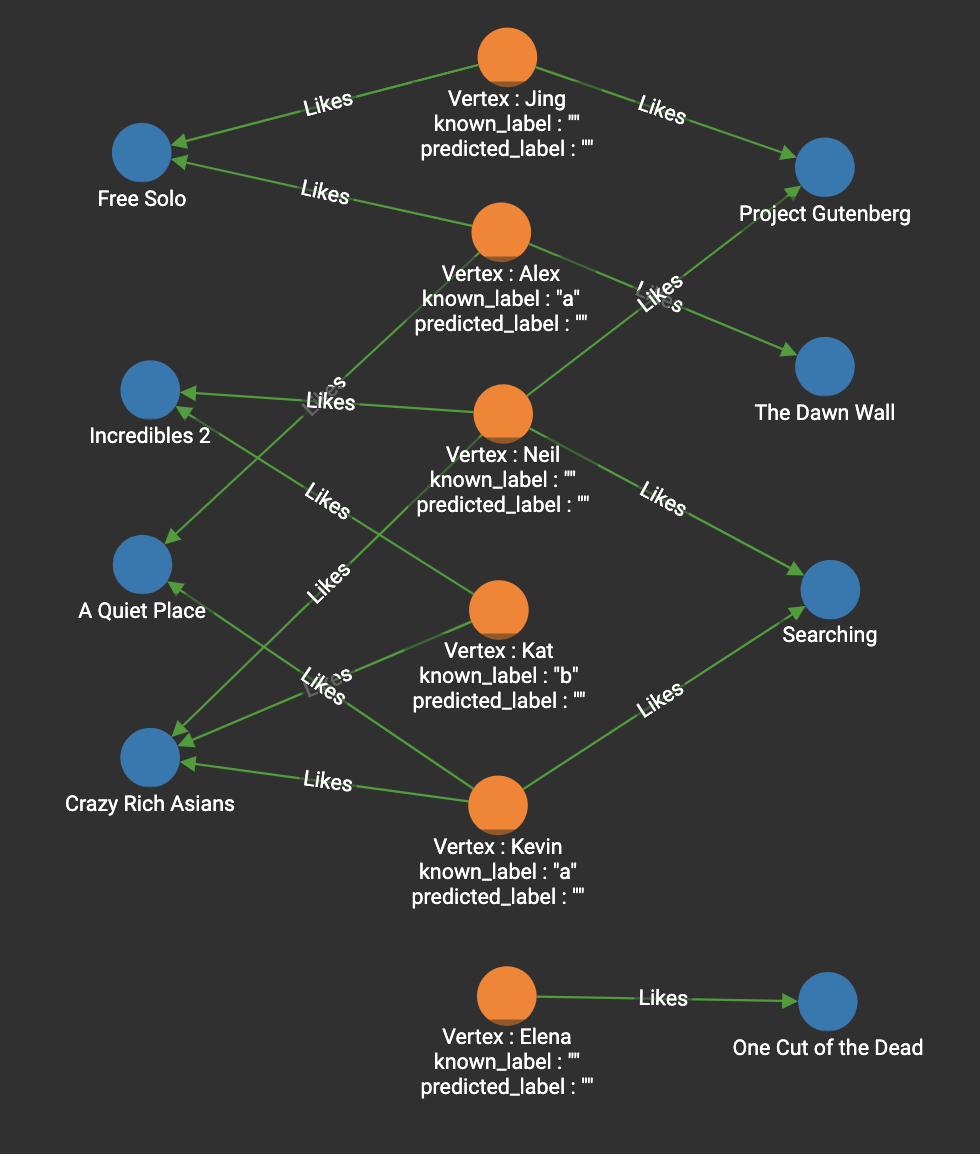 Likes
Vertex : Jing
known_label : ""
predicted_label : ""
Likes
Free Solo
Likes
Project Gutenberg
Vertex : Alex
known_label : "a"
predicted_label : ""
Likes
Likes
The Dawn Wall
Likes
Likes
Incredibles 2
Vertex : Neil
known_label : ""
predicted_label : ""
Likes
Likes
A Quiet Place
Likes
Searching
Vertex : Kat
known_label : "b"
predicted_label : ""
Likes
Likes
Likes
Crazy Rich Asians
Likes
Vertex : Kevin
known_label : "a"
predicted_label : ""
Likes
Vertex : Elena
known_label : ""
predicted_label : ""
One Cut of the Dead